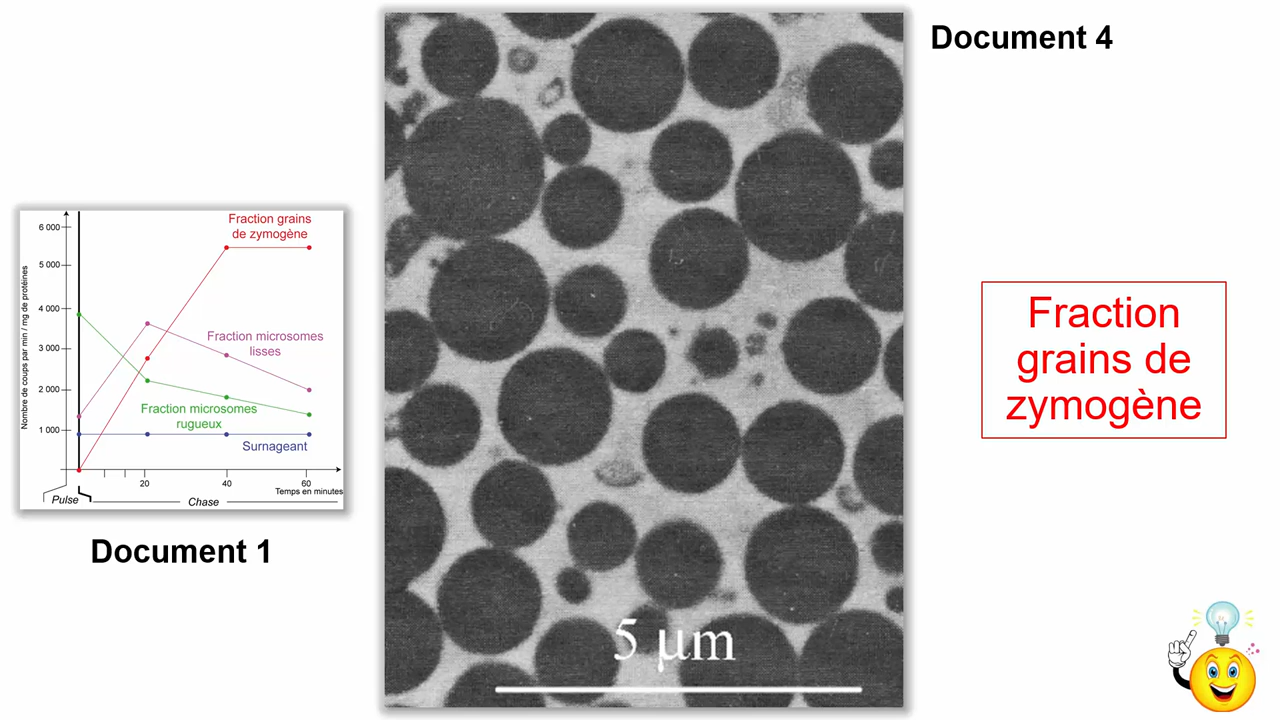 Document 4
Fraction grains
de zymogène
6 000
5 000
4 000
3 000
2 000
1 000
Nombre de coups par min / mg de protéines
Fraction microsomes
lisses
Fraction microsomes
rugueux
Surnageant
20
40
60
Temps en minutes
Pulse
Chase
Document 1
5 µm
Fraction
grains de
zymogène